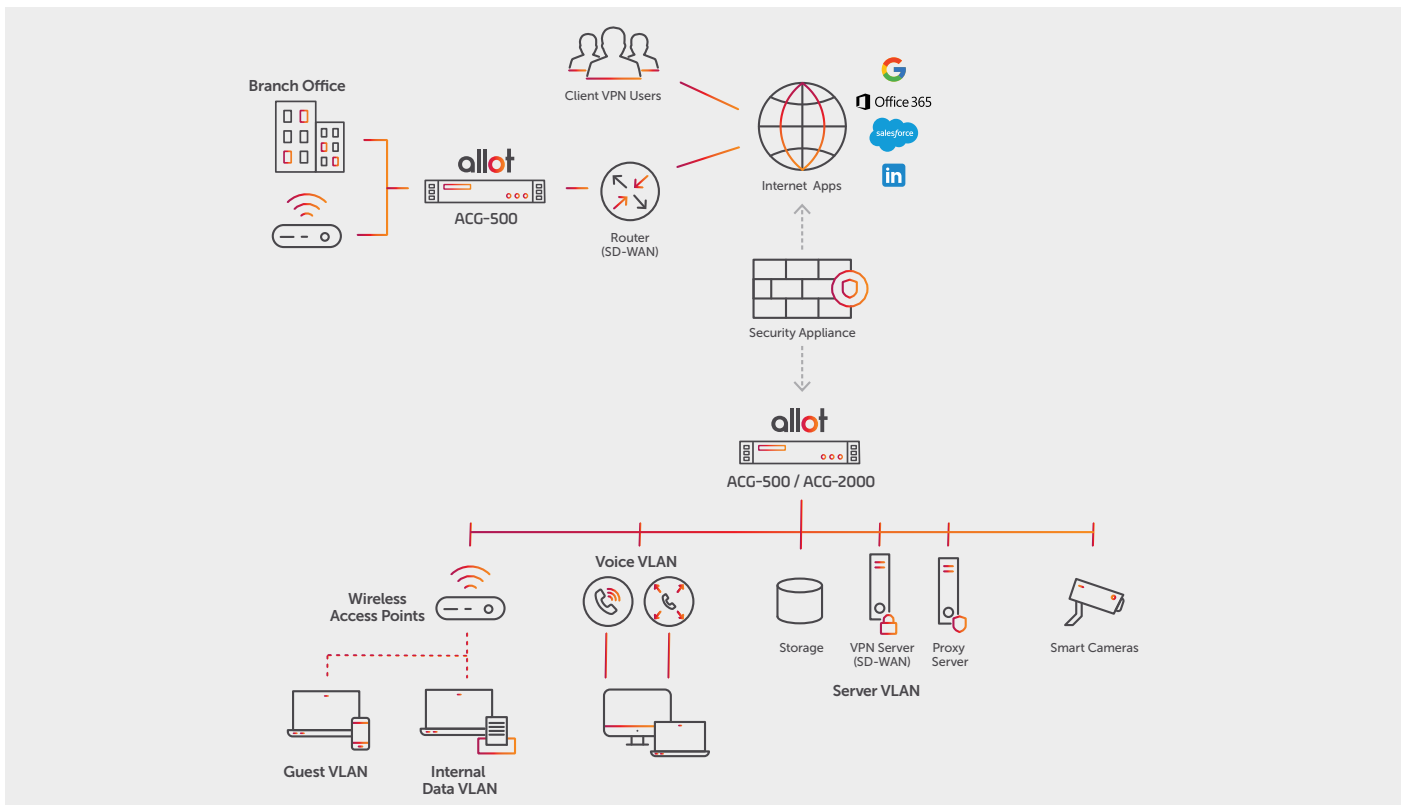 Client VPN Users
Branch Office
Office 365
salesforce
in
Internet Apps
allot
ACG-500
Router
(SD-WAN)
Security Appliance
allot
ACG-500 / ACG-2000
Wireless
Access Points
Voice VLAN
Storage
VPN Server
(SD-WAN)
Proxy
Server
Server VLAN
Smart Cameras
Guest VLAN
Internal
Data VLAN